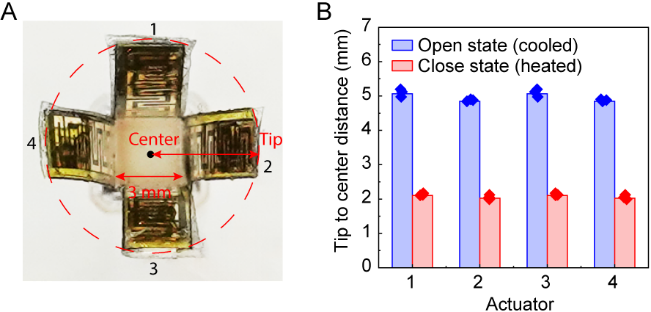 A
1
Center
Tip
4
2
3 mm
3
B
7
6
5
4
3
2
1
0
Tip to center distance (mm)
Open state (cooled)
Close state (heated)
1 2 3 4
Actuator